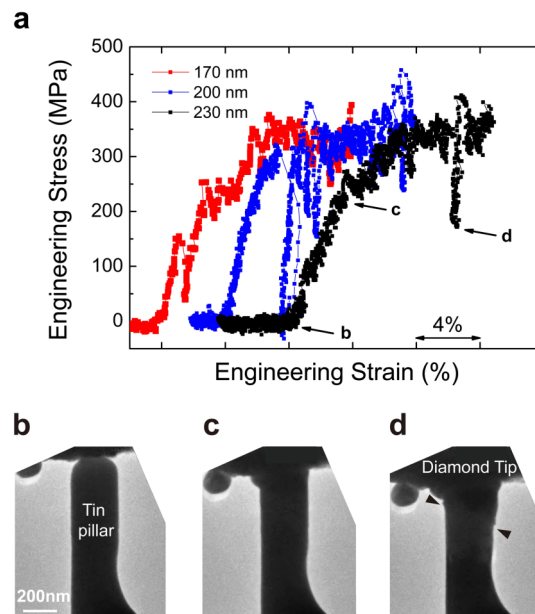 a
500
400
300
200
100
0
Engineering Stress (MPa)
170 nm
200 nm
230 nm
c
d
b
4%
Engineering Strain (%)
b
c
d
Tin
pillar
200nm
Diamond Tip